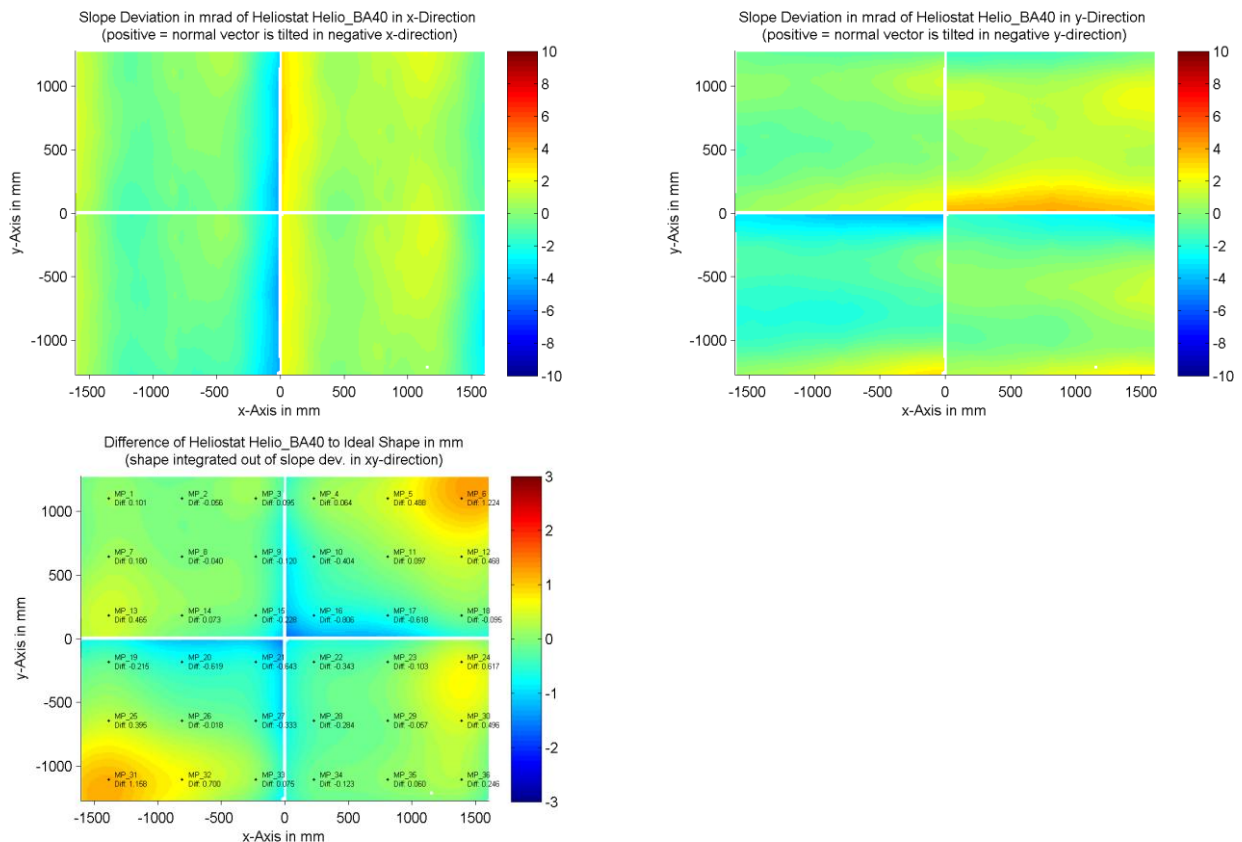 Slope Deviation in mrad of Heliostat Helio_BA40 in x-Direction
(positive = normal vector is tilted in negative x-direction)
1000
500
0
-500
-1000
y-Axis in mm
-1500 -1000 -500 0 500 1000 1500
x-Axis in mm
10
8
6
4
2
0
-2
-4
-6
-8
-10
Slope Deviation in mrad of Heliostat Helio_BA40 in y-Direction
(positive = normal vector is tilted in negative y-direction)
1000
500
0
-500
-1000
y-Axis in mm
-1500 -1000 -500 0 500 1000 1500
x-Axis in mm
10
8
6
4
2
0
-2
-4
-6
-8
-10
Difference of Heliostat Helio_BA40 to Ideal Shape in mm
(shape integrated out of slope dev. in xy-direction)
1000
500
0
-500
-1000
y-Axis in mm
MP_1 MP_2 MP_3 MP_4 MP_5 MP_6
Diff: 0.101 Diff: -0.056 Diff: 0.095 Diff: 0.064 Diff: 0.488 Diff: 1.224
MP_7 MP_8 MP_9 MP_10 MP_11 MP_12
Diff: 0.180 Diff: -0.040 Diff: -0.120 Diff: -0.404 Diff: 0.097 Diff: 0.468
MP_13 MP_14 MP_15 MP_16 MP_17 MP_18
Diff: 0.465 Diff: 0.073 Diff: -0.228 Diff: -0.806 Diff: -0.618 Diff: -0.095
MP_19 MP_20 MP_21 MP_22 MP_23 MP_24
Diff: -0.215 Diff: -0.619 Diff: -0.643 Diff: -0.343 Diff: -0.103 Diff: 0.617
MP_25 MP_26 MP_27 MP_28 MP_29 MP_30
Diff: 0.395 Diff: -0.018 Diff: -0.333 Diff: -0.284 Diff: -0.057 Diff: 0.496
MP_31 MP_32 MP_33 MP_34 MP_35 MP_36
Diff: 1.158 Diff: 0.700 Diff: 0.075 Diff: -0.123 Diff: 0.060 Diff: 0.246
-1500 -1000 -500 0 500 1000 1500
x-Axis in mm
3
2
1
0
-1
-2
-3